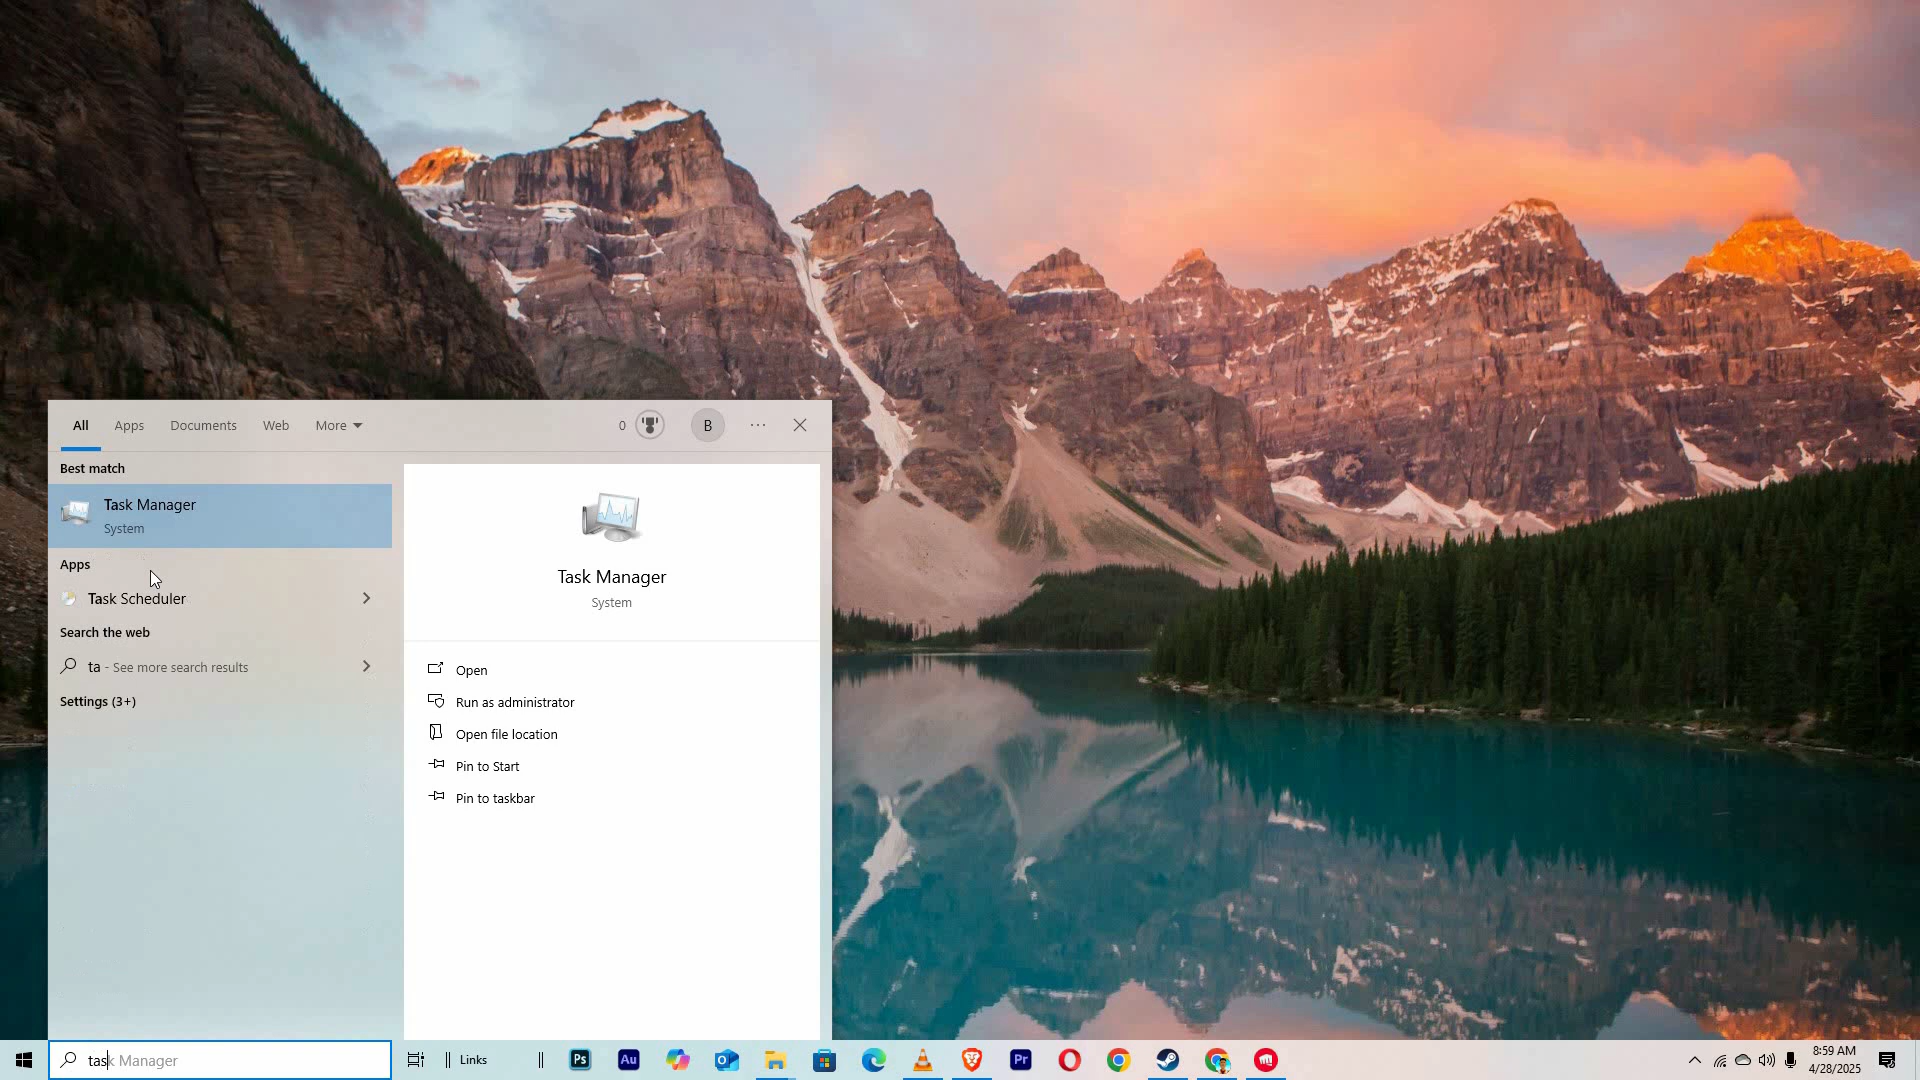 All
Apps
Documents
Web
More
0
B
Best match
Task Manager
System
Apps
Task Scheduler
Search the web
ta - See more search results
Settings (3+)
Task Manager
System
Open
Run as administrator
Open file location
Pin to Start
Pin to taskbar
task Manager
Links
Ps
Au
Pr
8:59 AM
4/28/2025